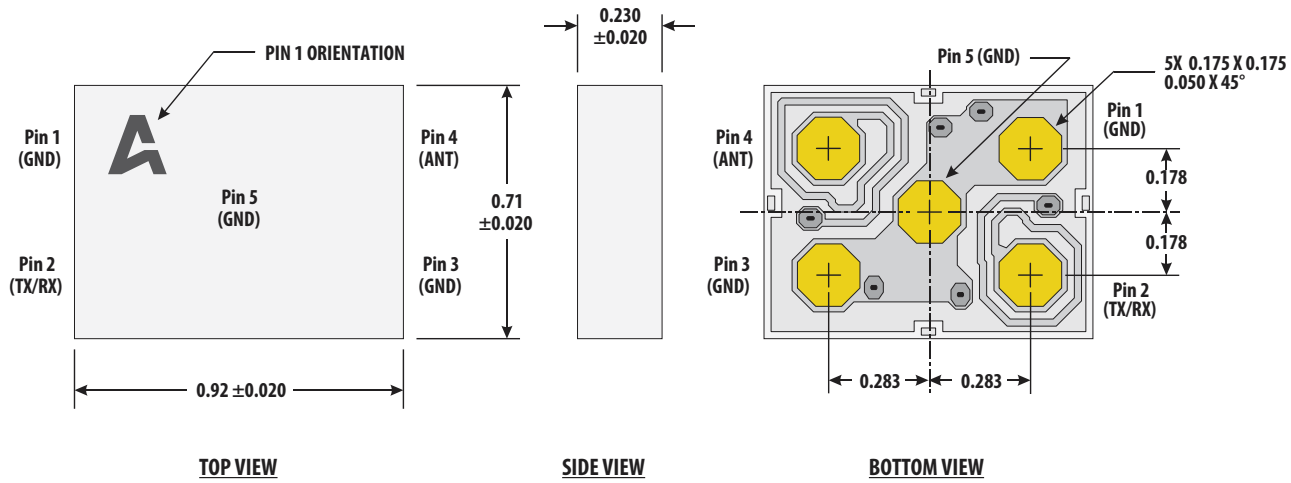 PIN 1 ORIENTATION
Pin 1
(GND)
Pin 5
(GND)
Pin 2
(TX/RX)
Pin 4
(ANT)
Pin 3
(GND)
0.71
±0.020
0.92 ±0.020
TOP VIEW
0.230
±0.020
SIDE VIEW
Pin 5 (GND)
5X 0.175 X 0.175
0.050 X 45°
Pin 4
(ANT)
Pin 1
(GND)
0.178
0.178
Pin 3
(GND)
Pin 2
(TX/RX)
0.283
0.283
BOTTOM VIEW